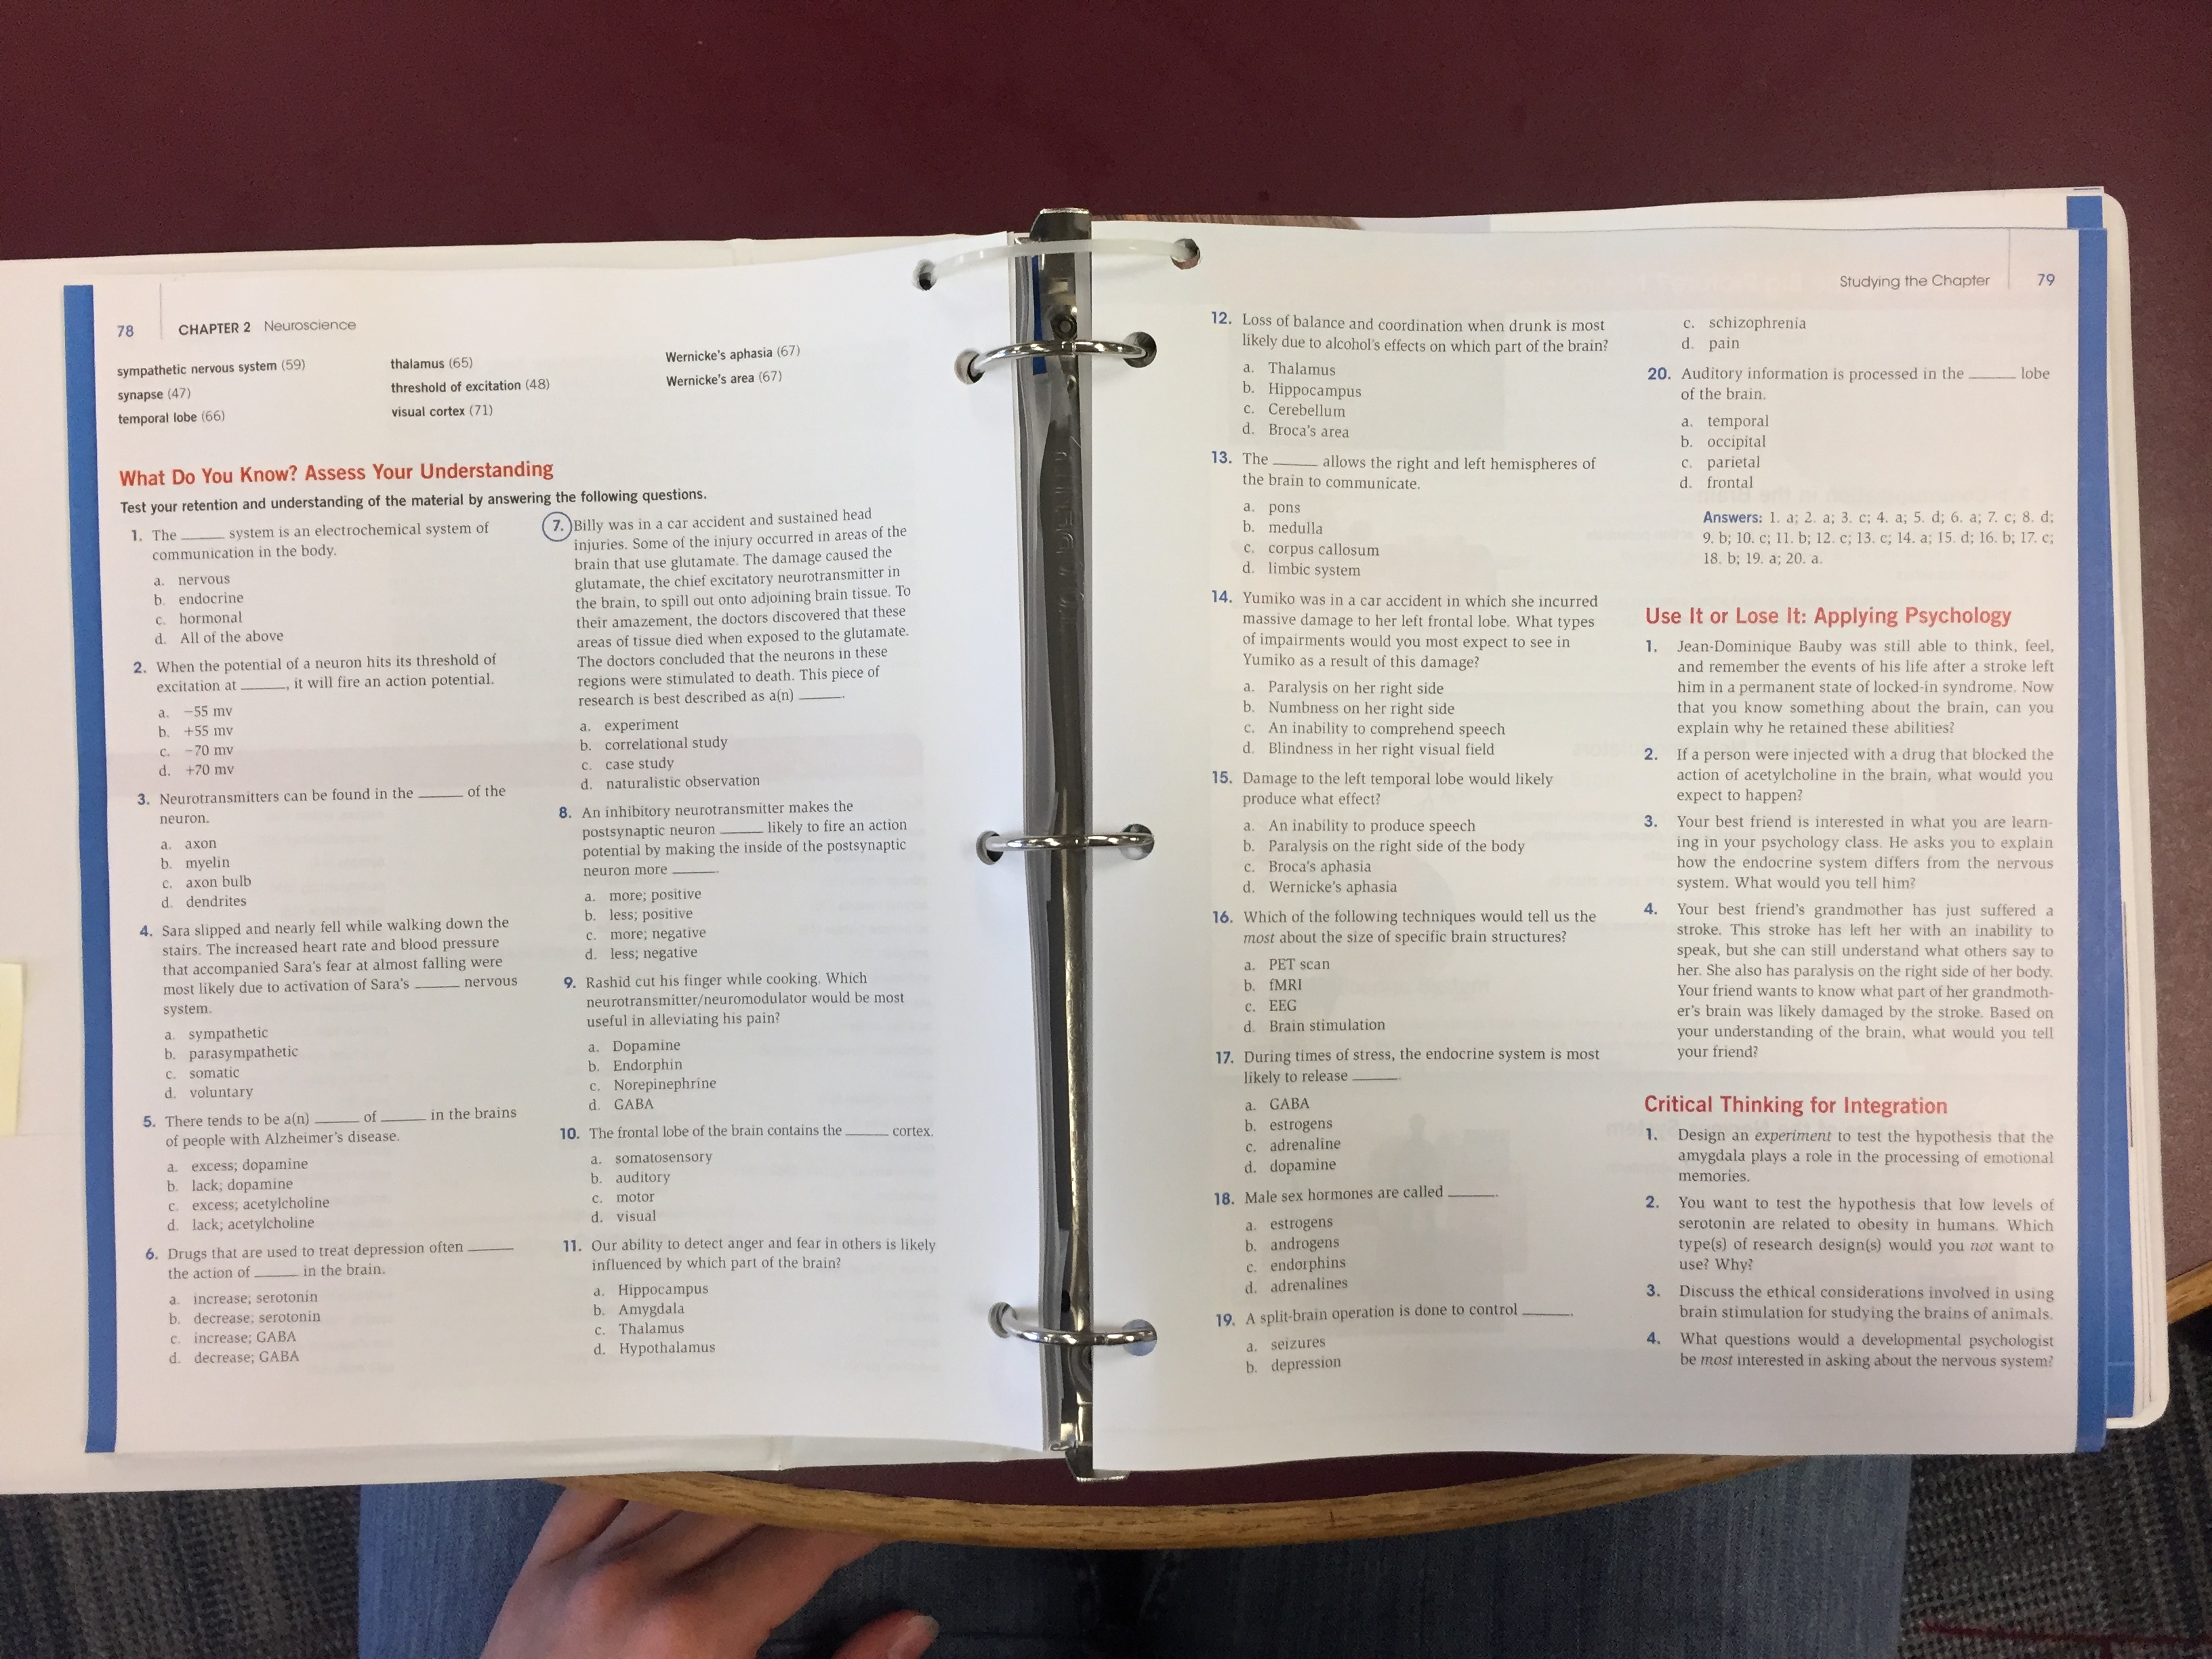 78 CHAPTER 2 Neuroscience
sympathetic nervous system (59)
synapse (47)
temporal lobe (66)
thalamus (65)
threshold of excitation (48)
visual cortex (71)
Wernicke's aphasia (67)
Wernicke's area (67)
What Do You Know? Assess Your Understanding
Test your retention and understanding of the material by answering the following questions.
1. The _____ system is an electrochemical system of
communication in the body.
a. nervous
b. endocrine
c. hormonal
d. All of the above
2. When the potential of a neuron hits its threshold of
excitation at _____, it will fire an action potential.
a. −55 mv
b. +55 mv
c. −70 mv
d. +70 mv
3. Neurotransmitters can be found in the _____ of the
neuron.
a. axon
b. myelin
c. axon bulb
d. dendrites
4. Sara slipped and nearly fell while walking down the
stairs. The increased heart rate and blood pressure
that accompanied Sara's fear at almost falling were
most likely due to activation of Sara's _____ nervous
system.
a. sympathetic
b. parasympathetic
c. somatic
d. voluntary
5. There tends to be a(n) _____ of _____ in the brains
of people with Alzheimer's disease.
a. excess; dopamine
b. lack; dopamine
c. excess; acetylcholine
d. lack; acetylcholine
6. Drugs that are used to treat depression often _____
the action of _____ in the brain.
a. increase; serotonin
b. decrease; serotonin
c. increase; GABA
d. decrease; GABA
7. Billy was in a car accident and sustained head
injuries. Some of the injury occurred in areas of the
brain that use glutamate. The damage caused the
glutamate, the chief excitatory neurotransmitter in
the brain, to spill out onto adjoining brain tissue. To
their amazement, the doctors discovered that these
areas of tissue died when exposed to the glutamate.
The doctors concluded that the neurons in these
regions were stimulated to death. This piece of
research is best described as a(n) _____.
a. experiment
b. correlational study
c. case study
d. naturalistic observation
8. An inhibitory neurotransmitter makes the
postsynaptic neuron _____ likely to fire an action
potential by making the inside of the postsynaptic
neuron more _____.
a. more; positive
b. less; positive
c. more; negative
d. less; negative
9. Rashid cut his finger while cooking. Which
neurotransmitter/neuromodulator would be most
useful in alleviating his pain?
a. Dopamine
b. Endorphin
c. Norepinephrine
d. GABA
10. The frontal lobe of the brain contains the _____ cortex.
a. somatosensory
b. auditory
c. motor
d. visual
11. Our ability to detect anger and fear in others is likely
influenced by which part of the brain?
a. Hippocampus
b. Amygdala
c. Thalamus
d. Hypothalamus
Studying the Chapter 79
12. Loss of balance and coordination when drunk is most
likely due to alcohol's effects on which part of the brain?
a. Thalamus
b. Hippocampus
c. Cerebellum
d. Broca's area
13. The _____ allows the right and left hemispheres of
the brain to communicate.
a. pons
b. medulla
c. corpus callosum
d. limbic system
14. Yumiko was in a car accident in which she incurred
massive damage to her left frontal lobe. What types
of impairments would you most expect to see in
Yumiko as a result of this damage?
a. Paralysis on her right side
b. Numbness on her right side
c. An inability to comprehend speech
d. Blindness in her right visual field
15. Damage to the left temporal lobe would likely
produce what effect?
a. An inability to produce speech
b. Paralysis on the right side of the body
c. Broca's aphasia
d. Wernicke's aphasia
16. Which of the following techniques would tell us the
most about the size of specific brain structures?
a. PET scan
b. fMRI
c. EEG
d. Brain stimulation
17. During times of stress, the endocrine system is most
likely to release _____.
a. GABA
b. estrogens
c. adrenaline
d. dopamine
18. Male sex hormones are called _____.
a. estrogens
b. androgens
c. endorphins
d. adrenalines
19. A split-brain operation is done to control _____.
a. seizures
b. depression
c. schizophrenia
d. pain
20. Auditory information is processed in the _____ lobe
of the brain.
a. temporal
b. occipital
c. parietal
d. frontal
Answers: 1. a; 2. a; 3. c; 4. a; 5. d; 6. a; 7. c; 8. d;
9. b; 10. c; 11. b; 12. c; 13. c; 14. a; 15. d; 16. b; 17. c;
18. b; 19. a; 20. a.
Use It or Lose It: Applying Psychology
1. Jean-Dominique Bauby was still able to think, feel,
and remember the events of his life after a stroke left
him in a permanent state of locked-in syndrome. Now
that you know something about the brain, can you
explain why he retained these abilities?
2. If a person were injected with a drug that blocked the
action of acetylcholine in the brain, what would you
expect to happen?
3. Your best friend is interested in what you are learn-
ing in your psychology class. He asks you to explain
how the endocrine system differs from the nervous
system. What would you tell him?
4. Your best friend's grandmother has just suffered a
stroke. This stroke has left her with an inability to
speak, but she can still understand what others say to
her. She also has paralysis on the right side of her body.
Your friend wants to know what part of her grandmoth-
er's brain was likely damaged by the stroke. Based on
your understanding of the brain, what would you tell
your friend?
Critical Thinking for Integration
1. Design an experiment to test the hypothesis that the
amygdala plays a role in the processing of emotional
memories.
2. You want to test the hypothesis that low levels of
serotonin are related to obesity in humans. Which
type(s) of research design(s) would you not want to
use? Why?
3. Discuss the ethical considerations involved in using
brain stimulation for studying the brains of animals.
4. What questions would a developmental psychologist
be most interested in asking about the nervous system?